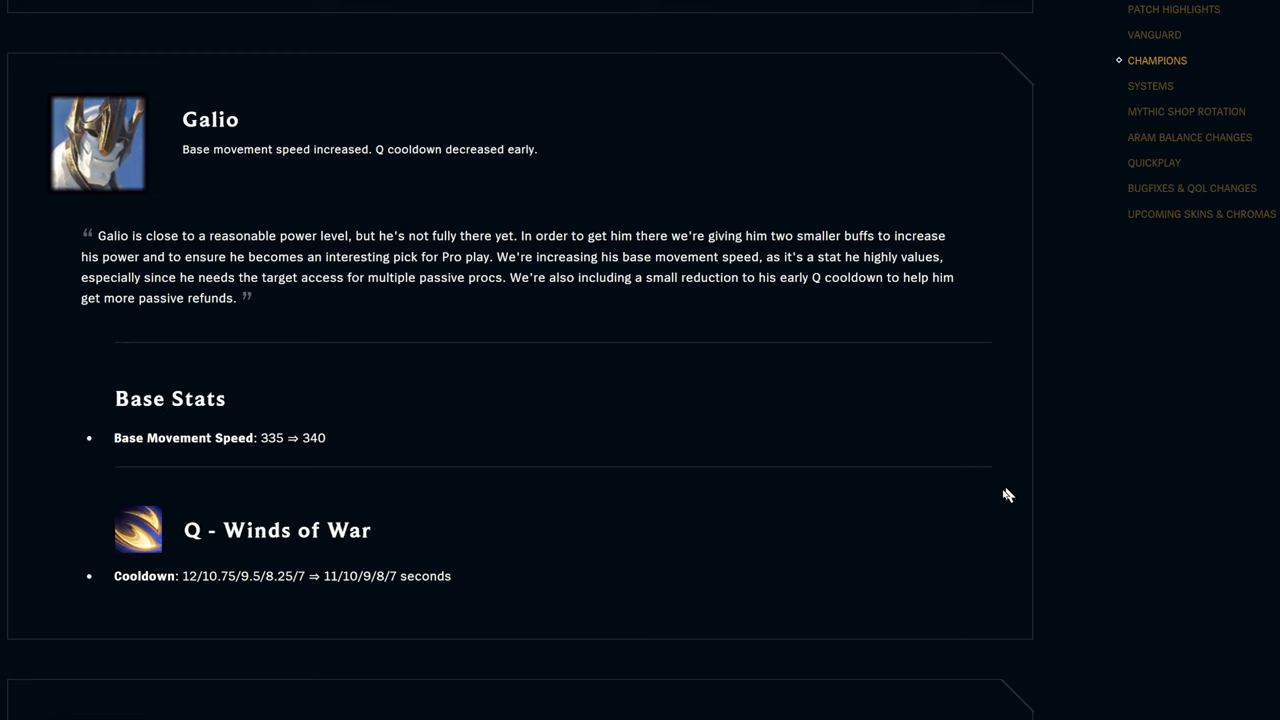 PATCH HIGHLIGHTS
VANGUARD
CHAMPIONS
SYSTEMS
MYTHIC SHOP ROTATION
ARAM BALANCE CHANGES
QUICKPLAY
BUGFIXES & QOL CHANGES
UPCOMING SKINS & CHROMAS
Galio
Base movement speed increased. Q cooldown decreased early.
“ Galio is close to a reasonable power level, but he's not fully there yet. In order to get him there we're giving him two smaller buffs to increase
his power and to ensure he becomes an interesting pick for Pro play. We're increasing his base movement speed, as it's a stat he highly values,
especially since he needs the target access for multiple passive procs. We're also including a small reduction to his early Q cooldown to help him
get more passive refunds. ”
Base Stats
• Base Movement Speed: 335 ⇒ 340
Q - Winds of War
• Cooldown: 12/10.75/9.5/8.25/7 ⇒ 11/10/9/8/7 seconds